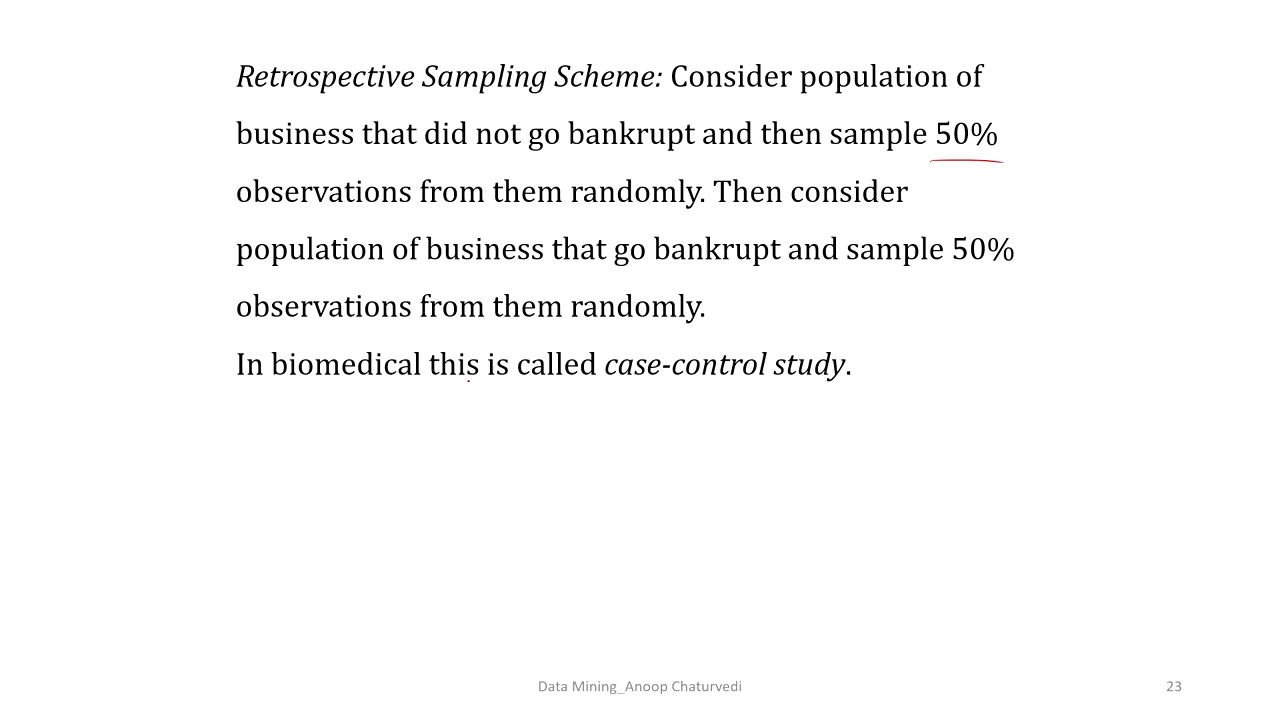 Retrospective Sampling Scheme: Consider population of
business that did not go bankrupt and then sample 50%
observations from them randomly. Then consider
population of business that go bankrupt and sample 50%
observations from them randomly.
In biomedical this is called case-control study.
Data Mining_Anoop Chaturvedi
23